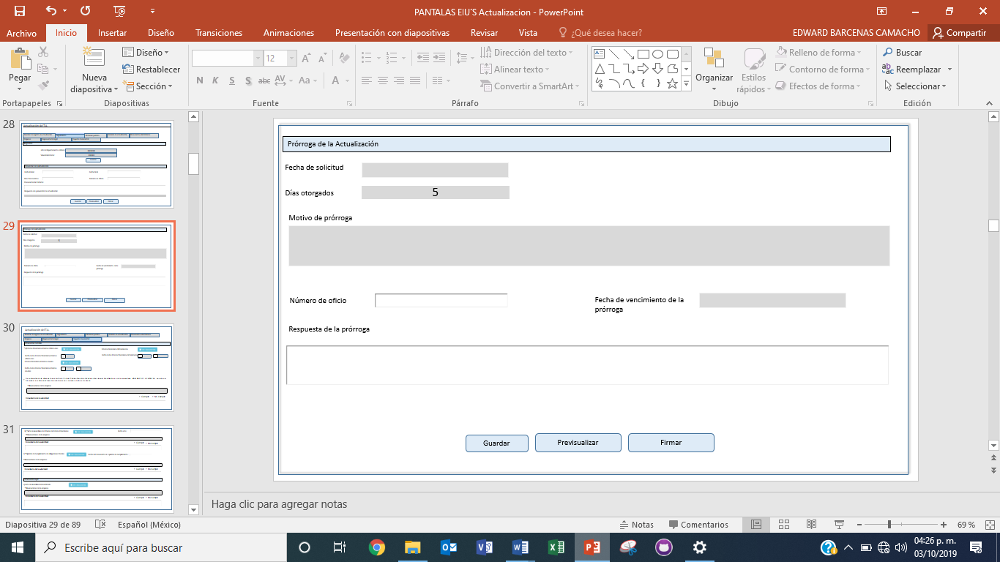 PANTALAS EIU´S Actualizacion - PowerPoint
Archivo Inicio Insertar Diseño Transiciones Animaciones Presentación con diapositivas Revisar Vista ¿Qué desea hacer? EDWARD BARCENAS CAMACHO Compartir
Pegar
Nueva diapositiva
Diseño
Restablecer
Sección
12
N K S S abc AV Aa A
Dirección del texto
Alinear texto
Convertir a SmartArt
Organizar
Estilos rápidos
Relleno de forma
Contorno de forma
Efectos de forma
Buscar
Reemplazar
Seleccionar
Portapapeles Diapositivas Fuente Párrafo Dibujo Edición
28
29
30
31
Prórroga de la Actualización
Fecha de solicitud
Días otorgados 5
Motivo de prórroga
Número de oficio
Fecha de vencimiento de la
prórroga
Respuesta de la prórroga
Guardar Previsualizar Firmar
Haga clic para agregar notas
Diapositiva 29 de 89 Español (México) Notas Comentarios 69 %
Escribe aquí para buscar
04:26 p. m.
03/10/2019